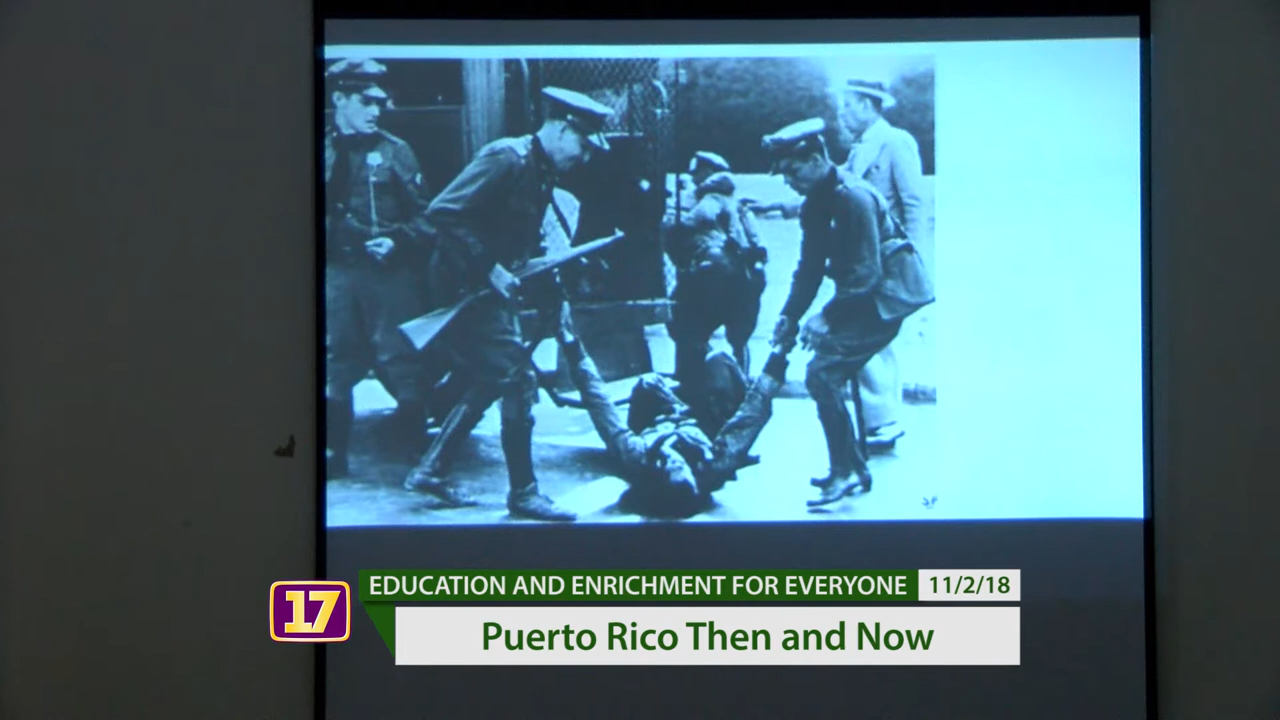 EDUCATION AND ENRICHMENT FOR EVERYONE 11/2/18
17
Puerto Rico Then and Now